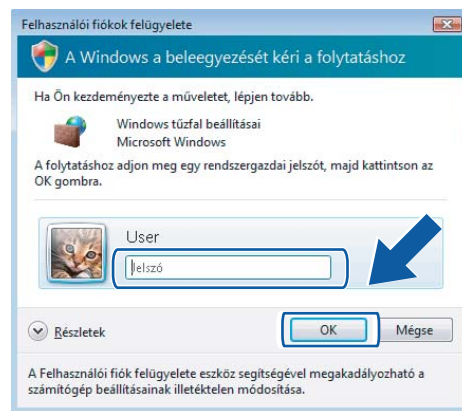 Felhasználói fiókok felügyelete
A Windows a beleegyezését kéri a folytatáshoz
Ha Ön kezdeményezte a műveletet, lépjen tovább.
Windows tűzfal beállításai
Microsoft Windows
A folytatáshoz adjon meg egy rendszergazdai jelszót, majd kattintson az
OK gombra.
User
Jelszó
Részletek
OK
Mégse
A Felhasználói fiók felügyelete eszköz segítségével megakadályozható a
számítógép beállításainak illetéktelen módosítása.